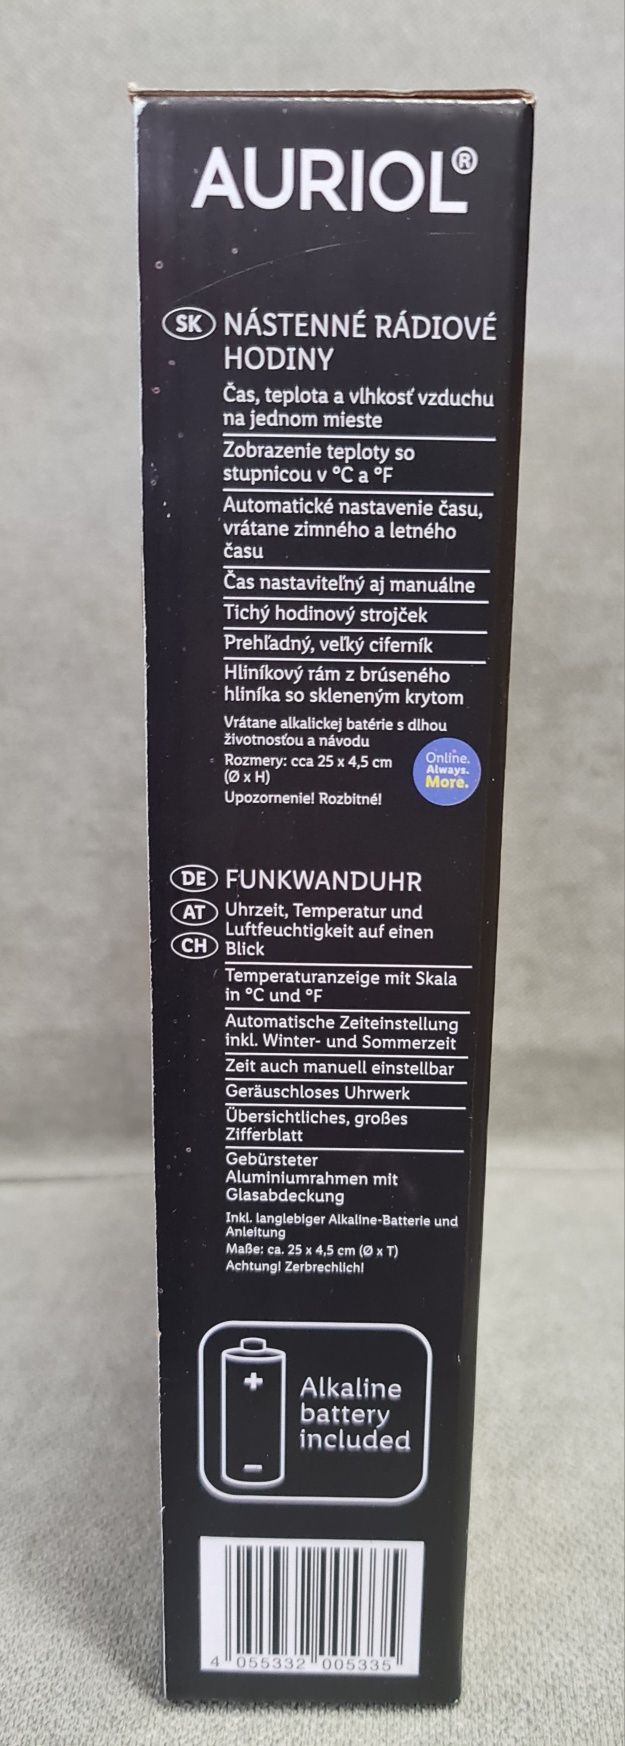 AURIOL®
SK NÁSTENNÉ RÁDIOVÉ
HODINY
Čas, teplota a vlhkosť vzduchu
na jednom mieste
Zobrazenie teploty so
stupnicou v °C a °F
Automatické nastavenie času,
vrátane zimného a letného
času
Čas nastaviteľný aj manuálne
Tichý hodinový strojček
Prehľadný, veľký ciferník
Hliníkový rám z brúseného
hliníka so skleneným krytom
Vrátane alkalickej batérie s dlhou
životnosťou a návodu
Rozmery: cca 25 x 4,5 cm
(Ø x H)
Upozornenie! Rozbitné!
Online.
Always.
More.
DE FUNKWANDUHR
AT Uhrzeit, Temperatur und
Luftfeuchtigkeit auf einen
CH Blick
Temperaturanzeige mit Skala
in °C und °F
Automatische Zeiteinstellung
inkl. Winter- und Sommerzeit
Zeit auch manuell einstellbar
Geräuschloses Uhrwerk
Übersichtliches, großes
Zifferblatt
Gebürsteter
Aluminiumrahmen mit
Glasabdeckung
Inkl. langlebiger Alkaline-Batterie und
Anleitung
Maße: ca. 25 x 4,5 cm (Ø x T)
Achtung! Zerbrechlich!
Alkaline
battery
included
4 055332 005335